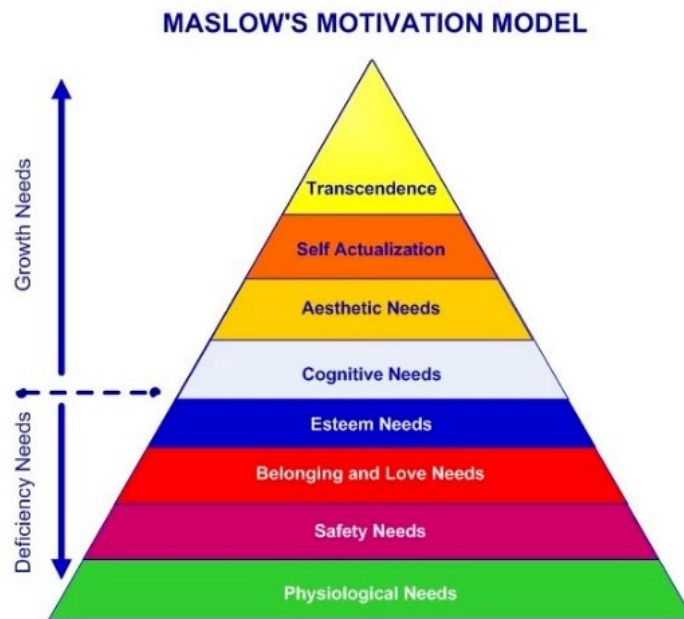 MASLOW'S MOTIVATION MODEL
Growth Needs
Deficiency Needs
Transcendence
Self Actualization
Aesthetic Needs
Cognitive Needs
Esteem Needs
Belonging and Love Needs
Safety Needs
Physiological Needs